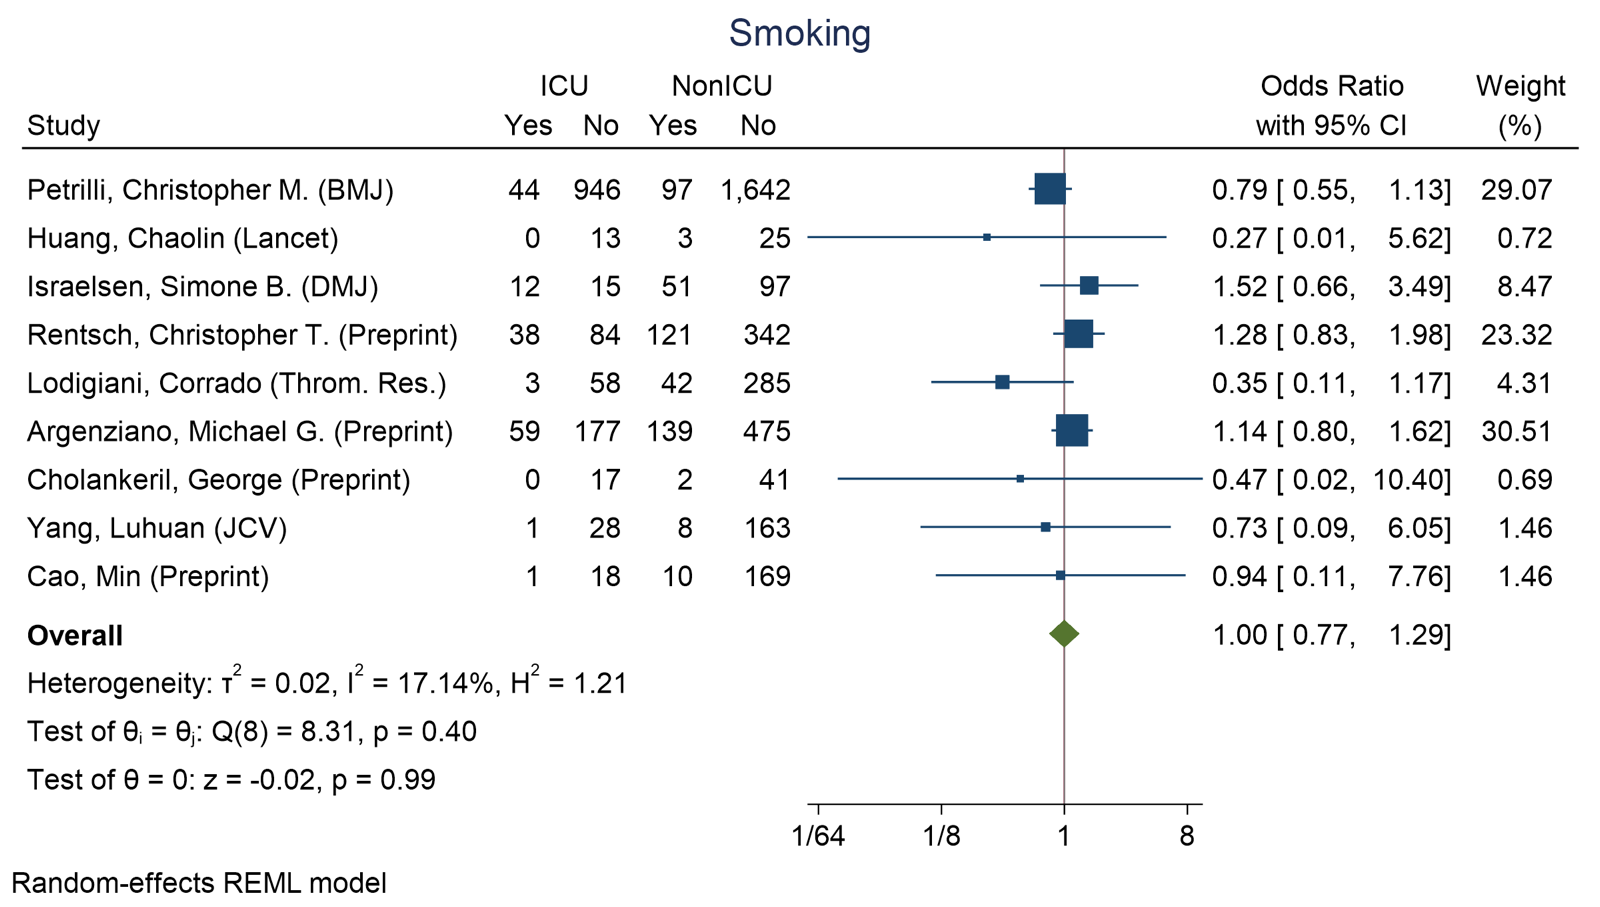 Smoking
ICU NonICU Odds Ratio Weight
Study Yes No Yes No with 95% CI (%)
Petrilli, Christopher M. (BMJ) 44 946 97 1,642 0.79 [ 0.55, 1.13] 29.07
Huang, Chaolin (Lancet) 0 13 3 25 0.27 [ 0.01, 5.62] 0.72
Israelsen, Simone B. (DMJ) 12 15 51 97 1.52 [ 0.66, 3.49] 8.47
Rentsch, Christopher T. (Preprint) 38 84 121 342 1.28 [ 0.83, 1.98] 23.32
Lodigiani, Corrado (Throm. Res.) 3 58 42 285 0.35 [ 0.11, 1.17] 4.31
Argenziano, Michael G. (Preprint) 59 177 139 475 1.14 [ 0.80, 1.62] 30.51
Cholankeril, George (Preprint) 0 17 2 41 0.47 [ 0.02, 10.40] 0.69
Yang, Luhuan (JCV) 1 28 8 163 0.73 [ 0.09, 6.05] 1.46
Cao, Min (Preprint) 1 18 10 169 0.94 [ 0.11, 7.76] 1.46
Overall 1.00 [ 0.77, 1.29]
Heterogeneity: τ² = 0.02, I² = 17.14%, H² = 1.21
Test of θᵢ = θⱼ: Q(8) = 8.31, p = 0.40
Test of θ = 0: z = -0.02, p = 0.99
1/64 1/8 1 8
Random-effects REML model